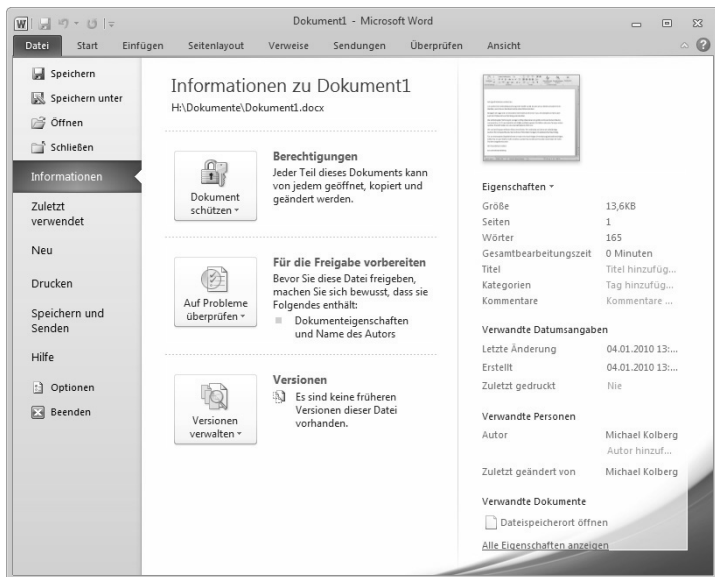 Dokument1 - Microsoft Word
Datei Start Einfügen Seitenlayout Verweise Sendungen Überprüfen Ansicht
Speichern
Speichern unter
Öffnen
Schließen
Informationen
Zuletzt
verwendet
Neu
Drucken
Speichern und
Senden
Hilfe
Optionen
Beenden
Informationen zu Dokument1
H:\Dokumente\Dokument1.docx
Dokument
schützen
Berechtigungen
Jeder Teil dieses Dokuments kann
von jedem geöffnet, kopiert und
geändert werden.
Auf Probleme
überprüfen
Für die Freigabe vorbereiten
Bevor Sie diese Datei freigeben,
machen Sie sich bewusst, dass sie
Folgendes enthält:
Dokumenteigenschaften
und Name des Autors
Versionen
verwalten
Versionen
Es sind keine früheren
Versionen dieser Datei
vorhanden.
Eigenschaften
Größe 13,6KB
Seiten 1
Wörter 165
Gesamtbearbeitungszeit 0 Minuten
Titel Titel hinzufüg...
Kategorien Tag hinzufüg...
Kommentare Kommentare ...
Verwandte Datumsangaben
Letzte Änderung 04.01.2010 13:...
Erstellt 04.01.2010 13:...
Zuletzt gedruckt Nie
Verwandte Personen
Autor Michael Kolberg
Autor hinzuf...
Zuletzt geändert von Michael Kolberg
Verwandte Dokumente
Dateispeicherort öffnen
Alle Eigenschaften anzeigen